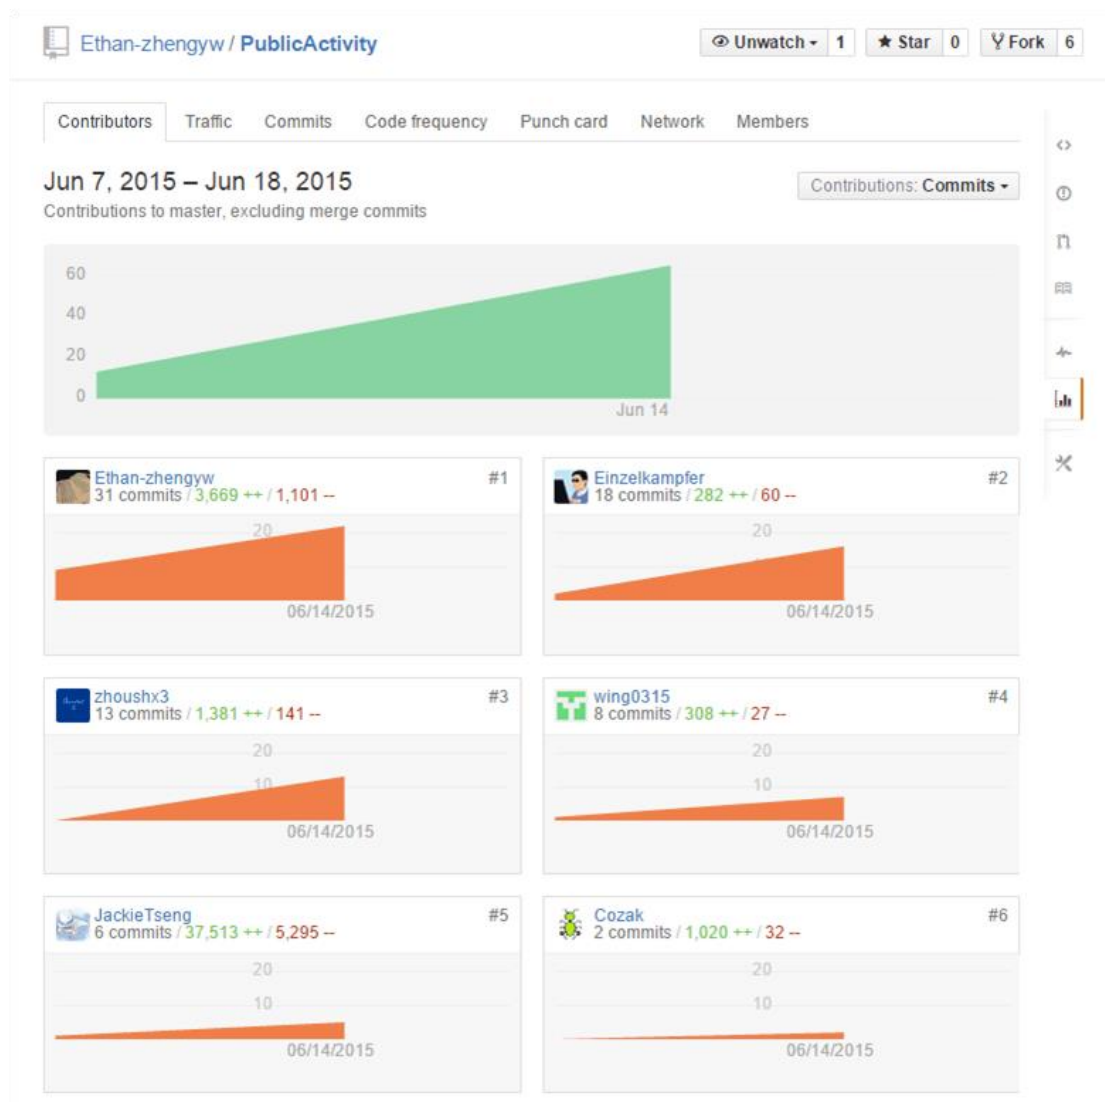 Ethan-zhengyw / PublicActivity
Unwatch 1 Star 0 Fork 6
Contributors Traffic Commits Code frequency Punch card Network Members
Jun 7, 2015 – Jun 18, 2015
Contributions: Commits
Contributions to master, excluding merge commits
60
40
20
0
Jun 14
Ethan-zhengyw #1
31 commits / 3,669 ++ / 1,101 --
20
06/14/2015
Einzelkampfer #2
18 commits / 282 ++ / 60 --
20
06/14/2015
zhoushx3 #3
13 commits / 1,381 ++ / 141 --
20
10
06/14/2015
wing0315 #4
8 commits / 308 ++ / 27 --
20
10
06/14/2015
JackieTseng #5
6 commits / 37,513 ++ / 5,295 --
20
10
06/14/2015
Cozak #6
2 commits / 1,020 ++ / 32 --
20
10
06/14/2015